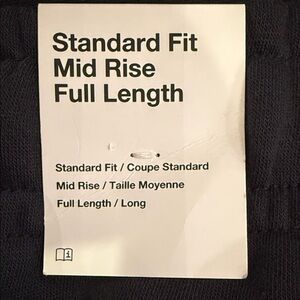 Standard Fit
Mid Rise
Full Length
Standard Fit / Coupe Standard
Mid Rise / Taille Moyenne
Full Length / Long